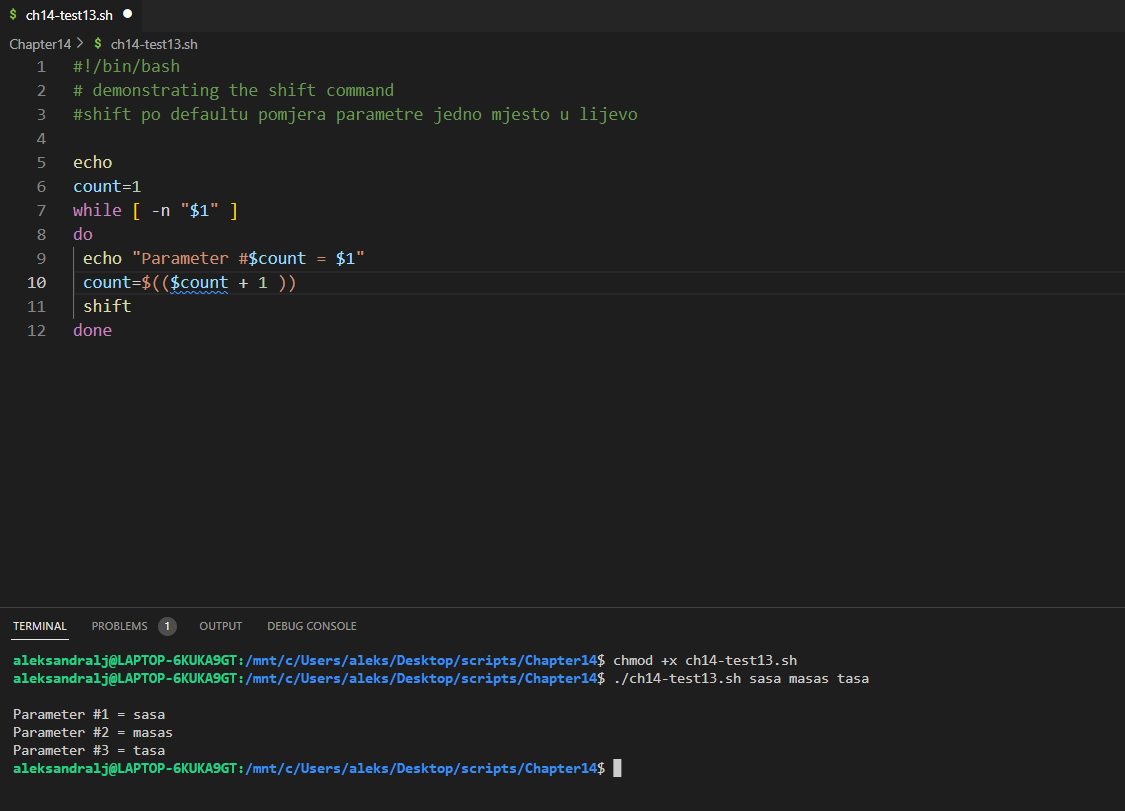 $ ch14-test13.sh ●
Chapter14 > $ ch14-test13.sh
1 #!/bin/bash
2 # demonstrating the shift command
3 #shift po defaultu pomjera parametre jedno mjesto u lijevo
4
5 echo
6 count=1
7 while [ -n "$1" ]
8 do
9 echo "Parameter #$count = $1"
10 count=$(($count + 1 ))
11 shift
12 done
TERMINAL PROBLEMS 1 OUTPUT DEBUG CONSOLE
aleksandralj@LAPTOP-6KUKA9GT:/mnt/c/Users/aleks/Desktop/scripts/Chapter14$ chmod +x ch14-test13.sh
aleksandralj@LAPTOP-6KUKA9GT:/mnt/c/Users/aleks/Desktop/scripts/Chapter14$ ./ch14-test13.sh sasa masas tasa
Parameter #1 = sasa
Parameter #2 = masas
Parameter #3 = tasa
aleksandralj@LAPTOP-6KUKA9GT:/mnt/c/Users/aleks/Desktop/scripts/Chapter14$